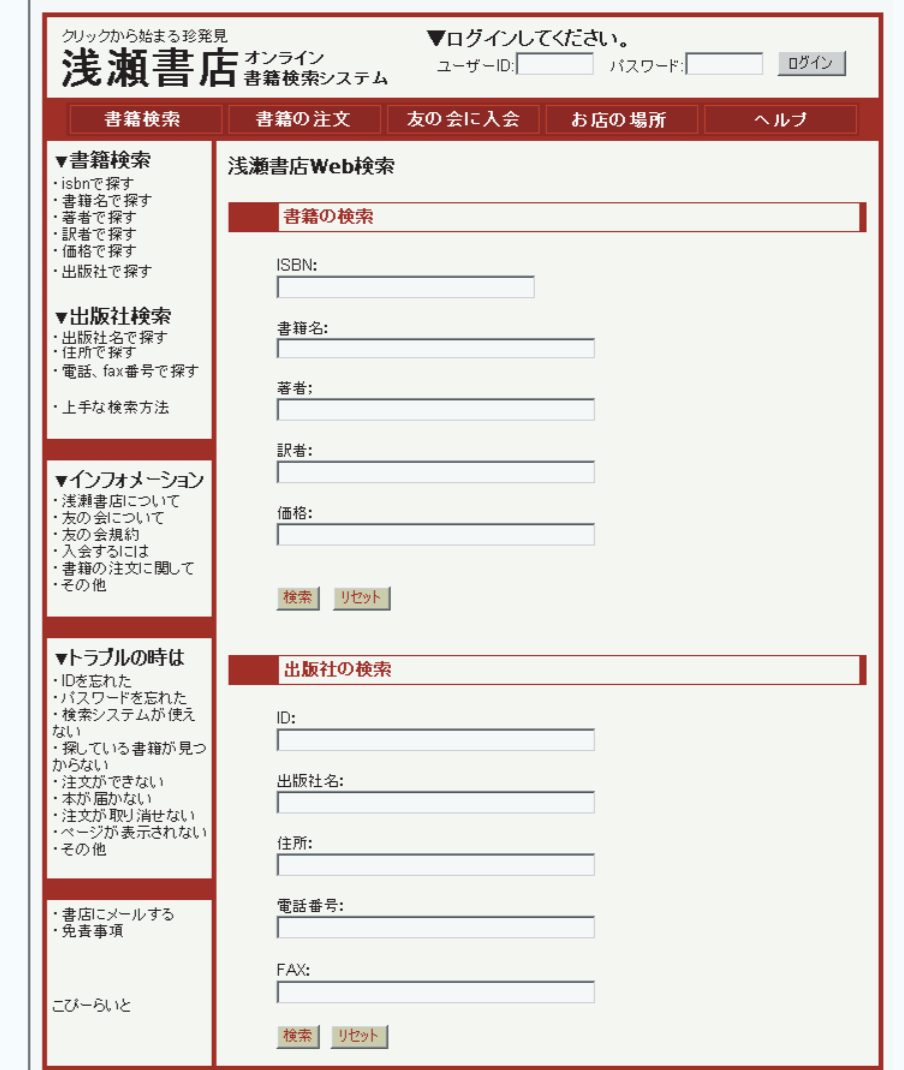 クリックから始まる珍発見
浅瀬書店 オンライン書籍検索システム
▼ログインしてください。
ユーザーID: パスワード: ログイン
書籍検索 書籍の注文 友の会に入会 お店の場所 ヘルプ
▼書籍検索
・isbnで探す
・書籍名で探す
・著者で探す
・訳者で探す
・価格で探す
・出版社で探す
▼出版社検索
・出版社名で探す
・住所で探す
・電話、fax番号で探す
・上手な検索方法
▼インフォメーション
・浅瀬書店について
・友の会について
・友の会規約
・入会するには
・書籍の注文に関して
・その他
▼トラブルの時は
・IDを忘れた
・パスワードを忘れた
・検索システムが使え
ない
・探している書籍が見つ
からない
・注文ができない
・本が届かない
・注文が取り消せない
・ページが表示されない
・その他
・書店にメールする
・免責事項
こぴーらいと
浅瀬書店Web検索
書籍の検索
ISBN:
書籍名:
著者;
訳者:
価格:
検索 リセット
出版社の検索
ID:
出版社名:
住所:
電話番号:
FAX:
検索 リセット